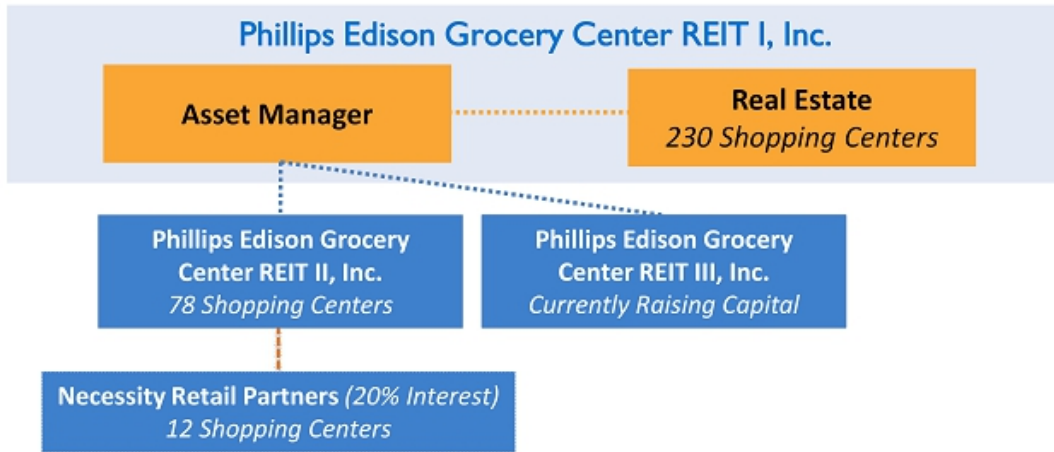 Phillips Edison Grocery Center REIT I, Inc.
Asset Manager
Real Estate
230 Shopping Centers
Phillips Edison Grocery
Center REIT II, Inc.
78 Shopping Centers
Phillips Edison Grocery
Center REIT III, Inc.
Currently Raising Capital
Necessity Retail Partners (20% Interest)
12 Shopping Centers